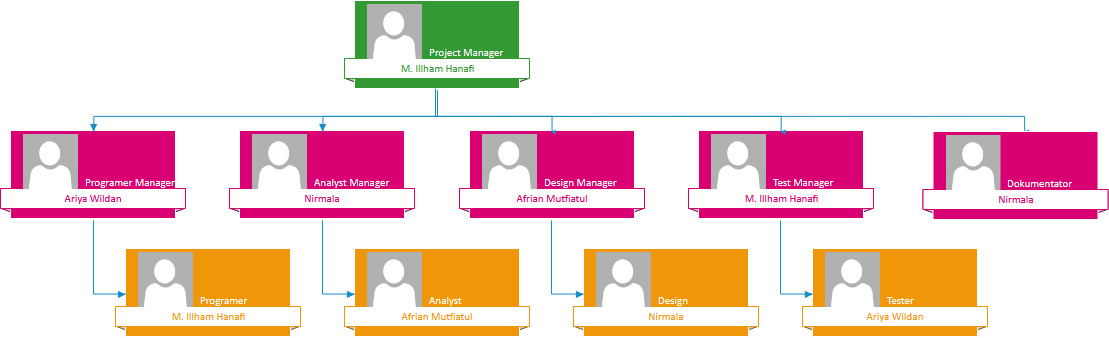 Project Manager
M. Illham Hanafi
Programer Manager
Ariya Wildan
Analyst Manager
Nirmala
Design Manager
Afrian Mutfiatul
Test Manager
M. Illham Hanafi
Dokumentator
Nirmala
Programer
M. Illham Hanafi
Analyst
Afrian Mutfiatul
Design
Nirmala
Tester
Ariya Wildan